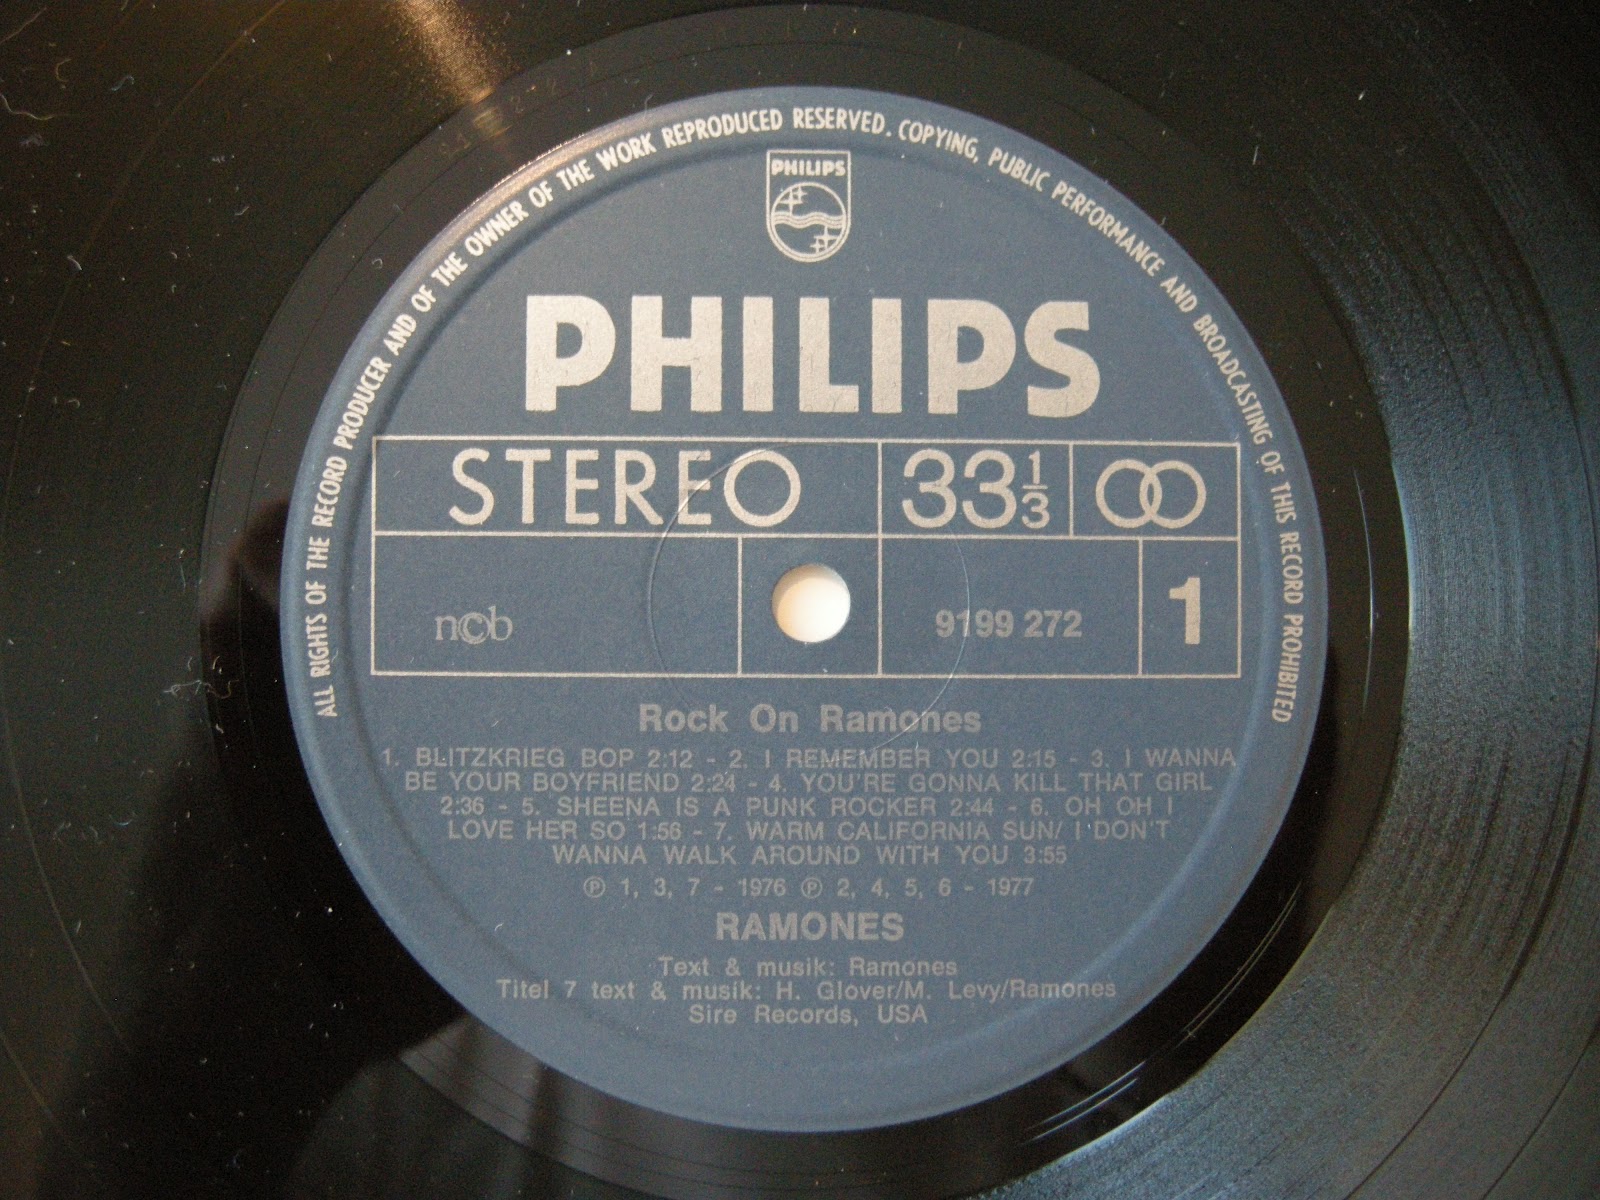 ALL RIGHTS OF THE RECORD PRODUCER AND OF THE OWNER OF THE WORK REPRODUCED RESERVED. COPYING, PUBLIC PERFORMANCE AND BROADCASTING OF THIS RECORD PROHIBITED
PHILIPS
PHILIPS
STEREO 33 1/3
ncb 9199 272 1
Rock On Ramones
1. BLITZKRIEG BOP 2:12 - 2. I REMEMBER YOU 2:15 - 3. I WANNA
BE YOUR BOYFRIEND 2:24 - 4. YOU'RE GONNA KILL THAT GIRL
2:36 - 5. SHEENA IS A PUNK ROCKER 2:44 - 6. OH OH I
LOVE HER SO 1:56 - 7. WARM CALIFORNIA SUN/ I DON'T
WANNA WALK AROUND WITH YOU 3:55
℗ 1, 3, 7 - 1976 ℗ 2, 4, 5, 6 - 1977
RAMONES
Text & musik: Ramones
Titel 7 text & musik: H. Glover/M. Levy/Ramones
Sire Records, USA